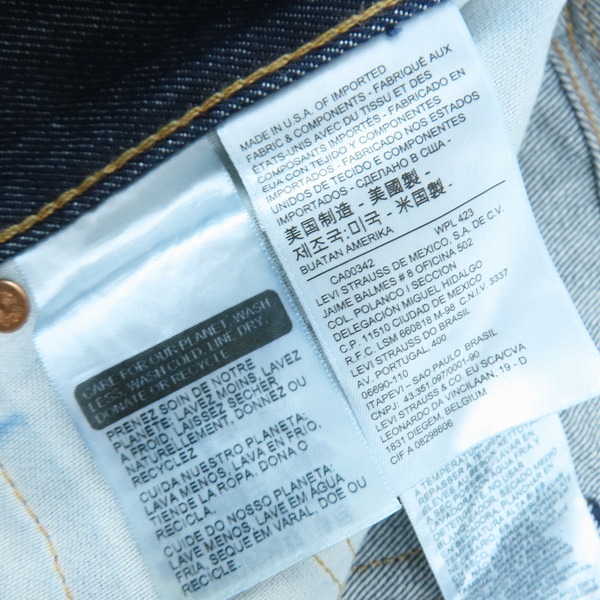 MADE IN U.S.A. OF IMPORTED
FABRIC & COMPONENTS - FABRIQUÉ AUX
ÉTATS-UNIS AVEC DU TISSU ET DES
COMPOSANTS IMPORTÉS - FABRICADO EN
EUA CON TEJIDO Y COMPONENTES
IMPORTADOS - FABRICADO NOS ESTADOS
UNIDOS DE TECIDO E COMPONENTES
IMPORTADOS - СДЕЛАНО В США -
美国制造 - 美國製 -
제조국:미국 - 米国製 -
BUATAN AMERIKA
CA00342 WPL 423
LEVI STRAUSS DE MEXICO, S.A. DE C.V.
JAIME BALMES # 8 OFICINA 502
COL. POLANCO I SECCION
DELEGACIÓN MIGUEL HIDALGO
C.P. 11510 CIUDAD DE MEXICO
R.F.C. LSM 660818 M-98 C.N.I.V. 3337
LEVI STRAUSS DO BRASIL
AV. PORTUGAL, 400
06690-110
ITAPEVI - SAO PAULO BRASIL
CNPJ: 43.351.097/0001-90
LEVI STRAUSS & CO. EU SCA/CVA
LEONARDO DA VINCILAAN, 19 - D
1831 DIEGEM, BELGIUM
CIF A 08298606
CARE FOR OUR PLANET: WASH
LESS, WASH COLD, LINE DRY,
DONATE OR RECYCLE
PRENEZ SOIN DE NOTRE
PLANÈTE: LAVEZ MOINS, LAVEZ
À FROID, LAISSEZ SÉCHER
NATURELLEMENT, DONNEZ OU
RECYCLEZ
CUIDA NUESTRO PLANETA:
LAVA MENOS, LAVA EN FRIO,
TIENDE LA ROPA, DONA O
RECICLA.
CUIDE DO NOSSO PLANETA:
LAVE MENOS, LAVE EM ÁGUA
FRIA, SEQUE EM VARAL, DOE OU
RECICLE.